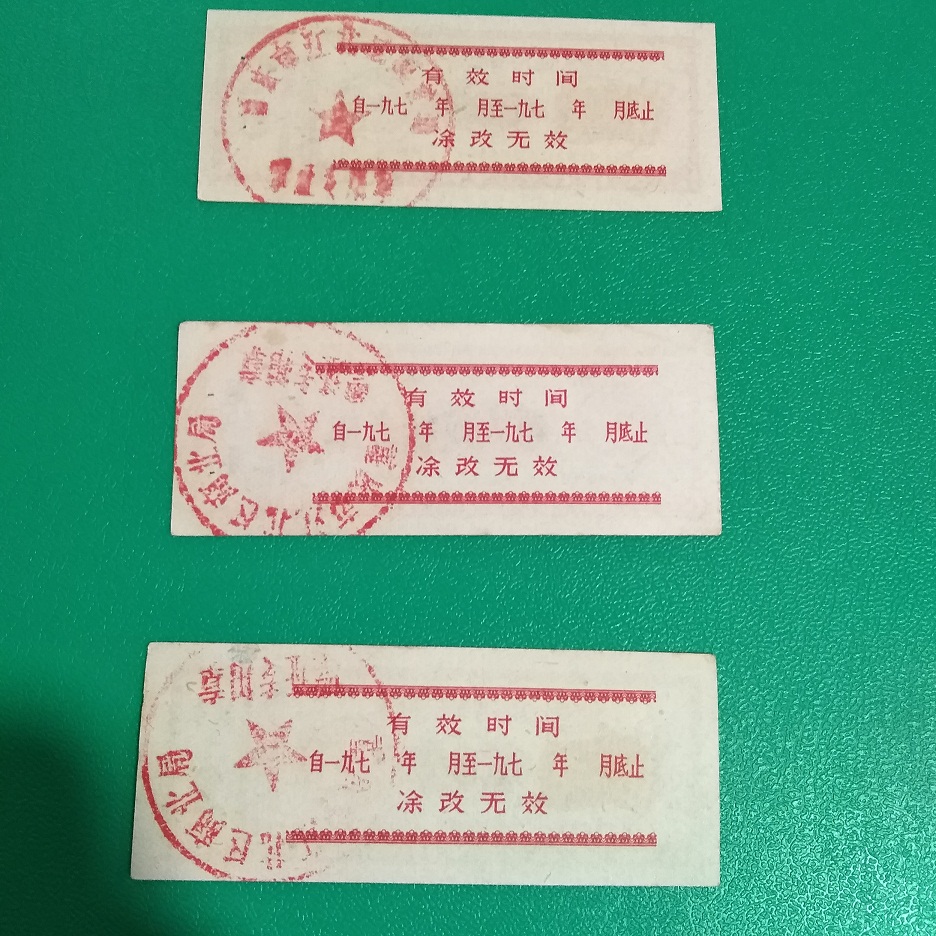 有效时间
自一九七 年 月至一九七 年 月底止
涂改无效
有效时间
自一九七 年 月至一九七 年 月底止
涂改无效
有效时间
自一九七 年 月至一九七 年 月底止
涂改无效